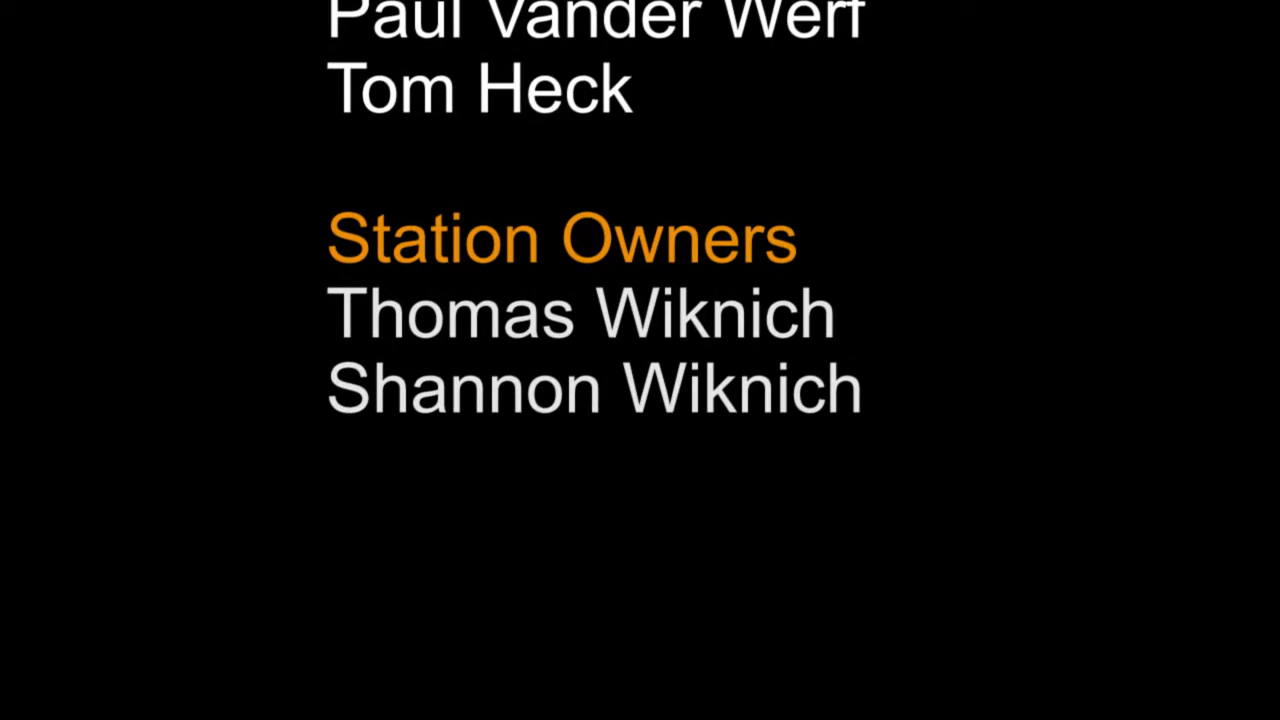 Paul Vander Werf
Tom Heck
Station Owners
Thomas Wiknich
Shannon Wiknich